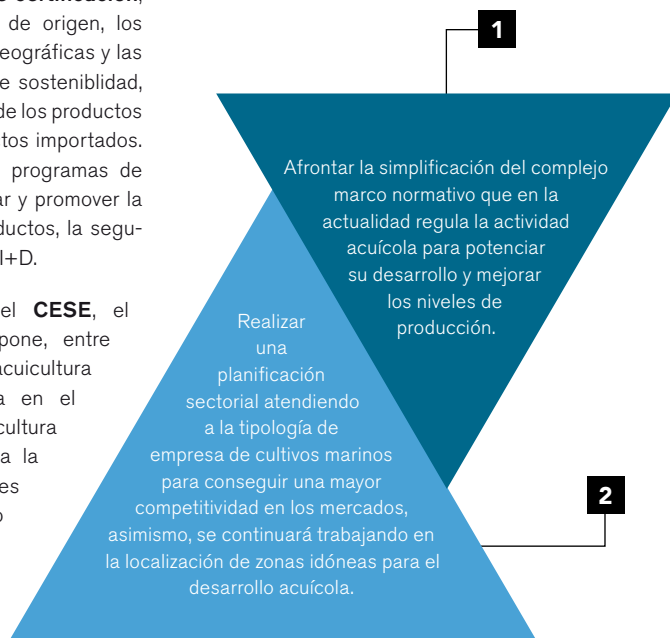 certificación,
de origen, los
eográficas y las
e sosteniblidad,
de los productos
tos importados.
programas de
ar y promover la
ductos, la segu-
I+D.
el CESE, el
pone, entre
acuicultura
a en el
cultura
a la
es
1
Afrontar la simplificación del complejo
marco normativo que en la
actualidad regula la actividad
acuícola para potenciar
su desarrollo y mejorar
los niveles de
producción.
Realizar
una
planificación
sectorial atendiendo
a la tipología de
empresa de cultivos marinos
para conseguir una mayor
competitividad en los mercados,
asimismo, se continuará trabajando en
la localización de zonas idóneas para el
desarrollo acuícola.
2